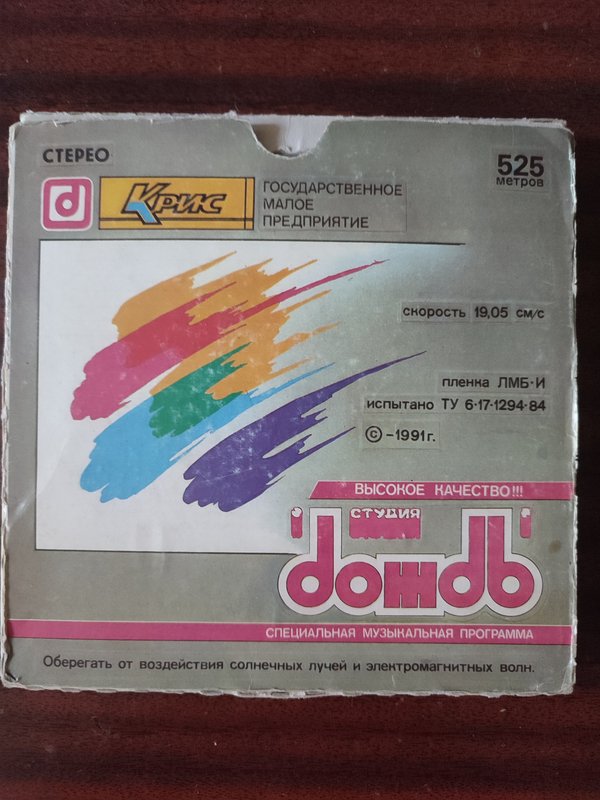 СТЕРЕО
525
метров
d
Крис
ГОСУДАРСТВЕННОЕ
МАЛОЕ
ПРЕДПРИЯТИЕ
скорость 19,05 см/с
пленка ЛМБ-И
испытано ТУ 6-17-1294-84
©-1991г.
ВЫСОКОЕ КАЧЕСТВО!!!
СТУДИЯ
'dождь'
СПЕЦИАЛЬНАЯ МУЗЫКАЛЬНАЯ ПРОГРАММА
Оберегать от воздействия солнечных лучей и электромагнитных волн.